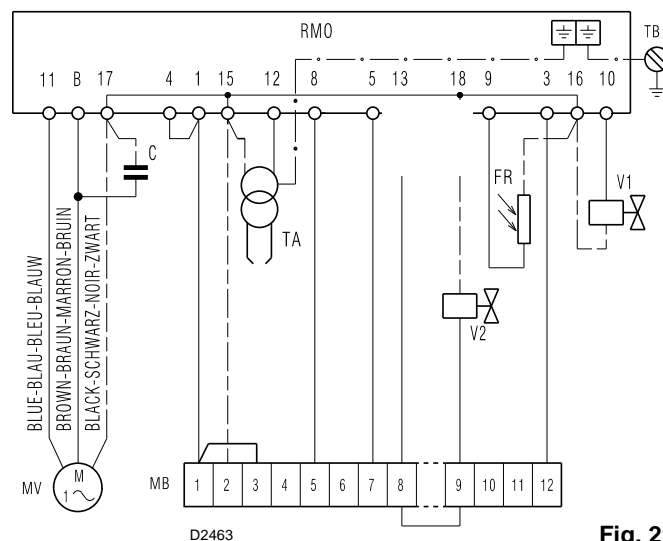 RMO
TB
11 B 17 4 1 15 12 8 5 13 18 9 3 16 10
C
FR
V1
TA
V2
BLUE-BLAU-BLEU-BLAUW
BROWN-BRAUN-MARRON-BRUIN
BLACK-SCHWARZ-NOIR-ZWART
MV
M
1
MB
1 2 3 4 5 6 7 8 9 10 11 12
D2463
Fig. 2